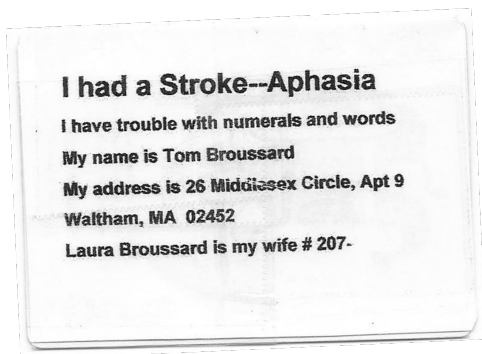 I had a Stroke--Aphasia
I have trouble with numerals and words
My name is Tom Broussard
My address is 26 Middlesex Circle, Apt 9
Waltham, MA 02452
Laura Broussard is my wife # 207-